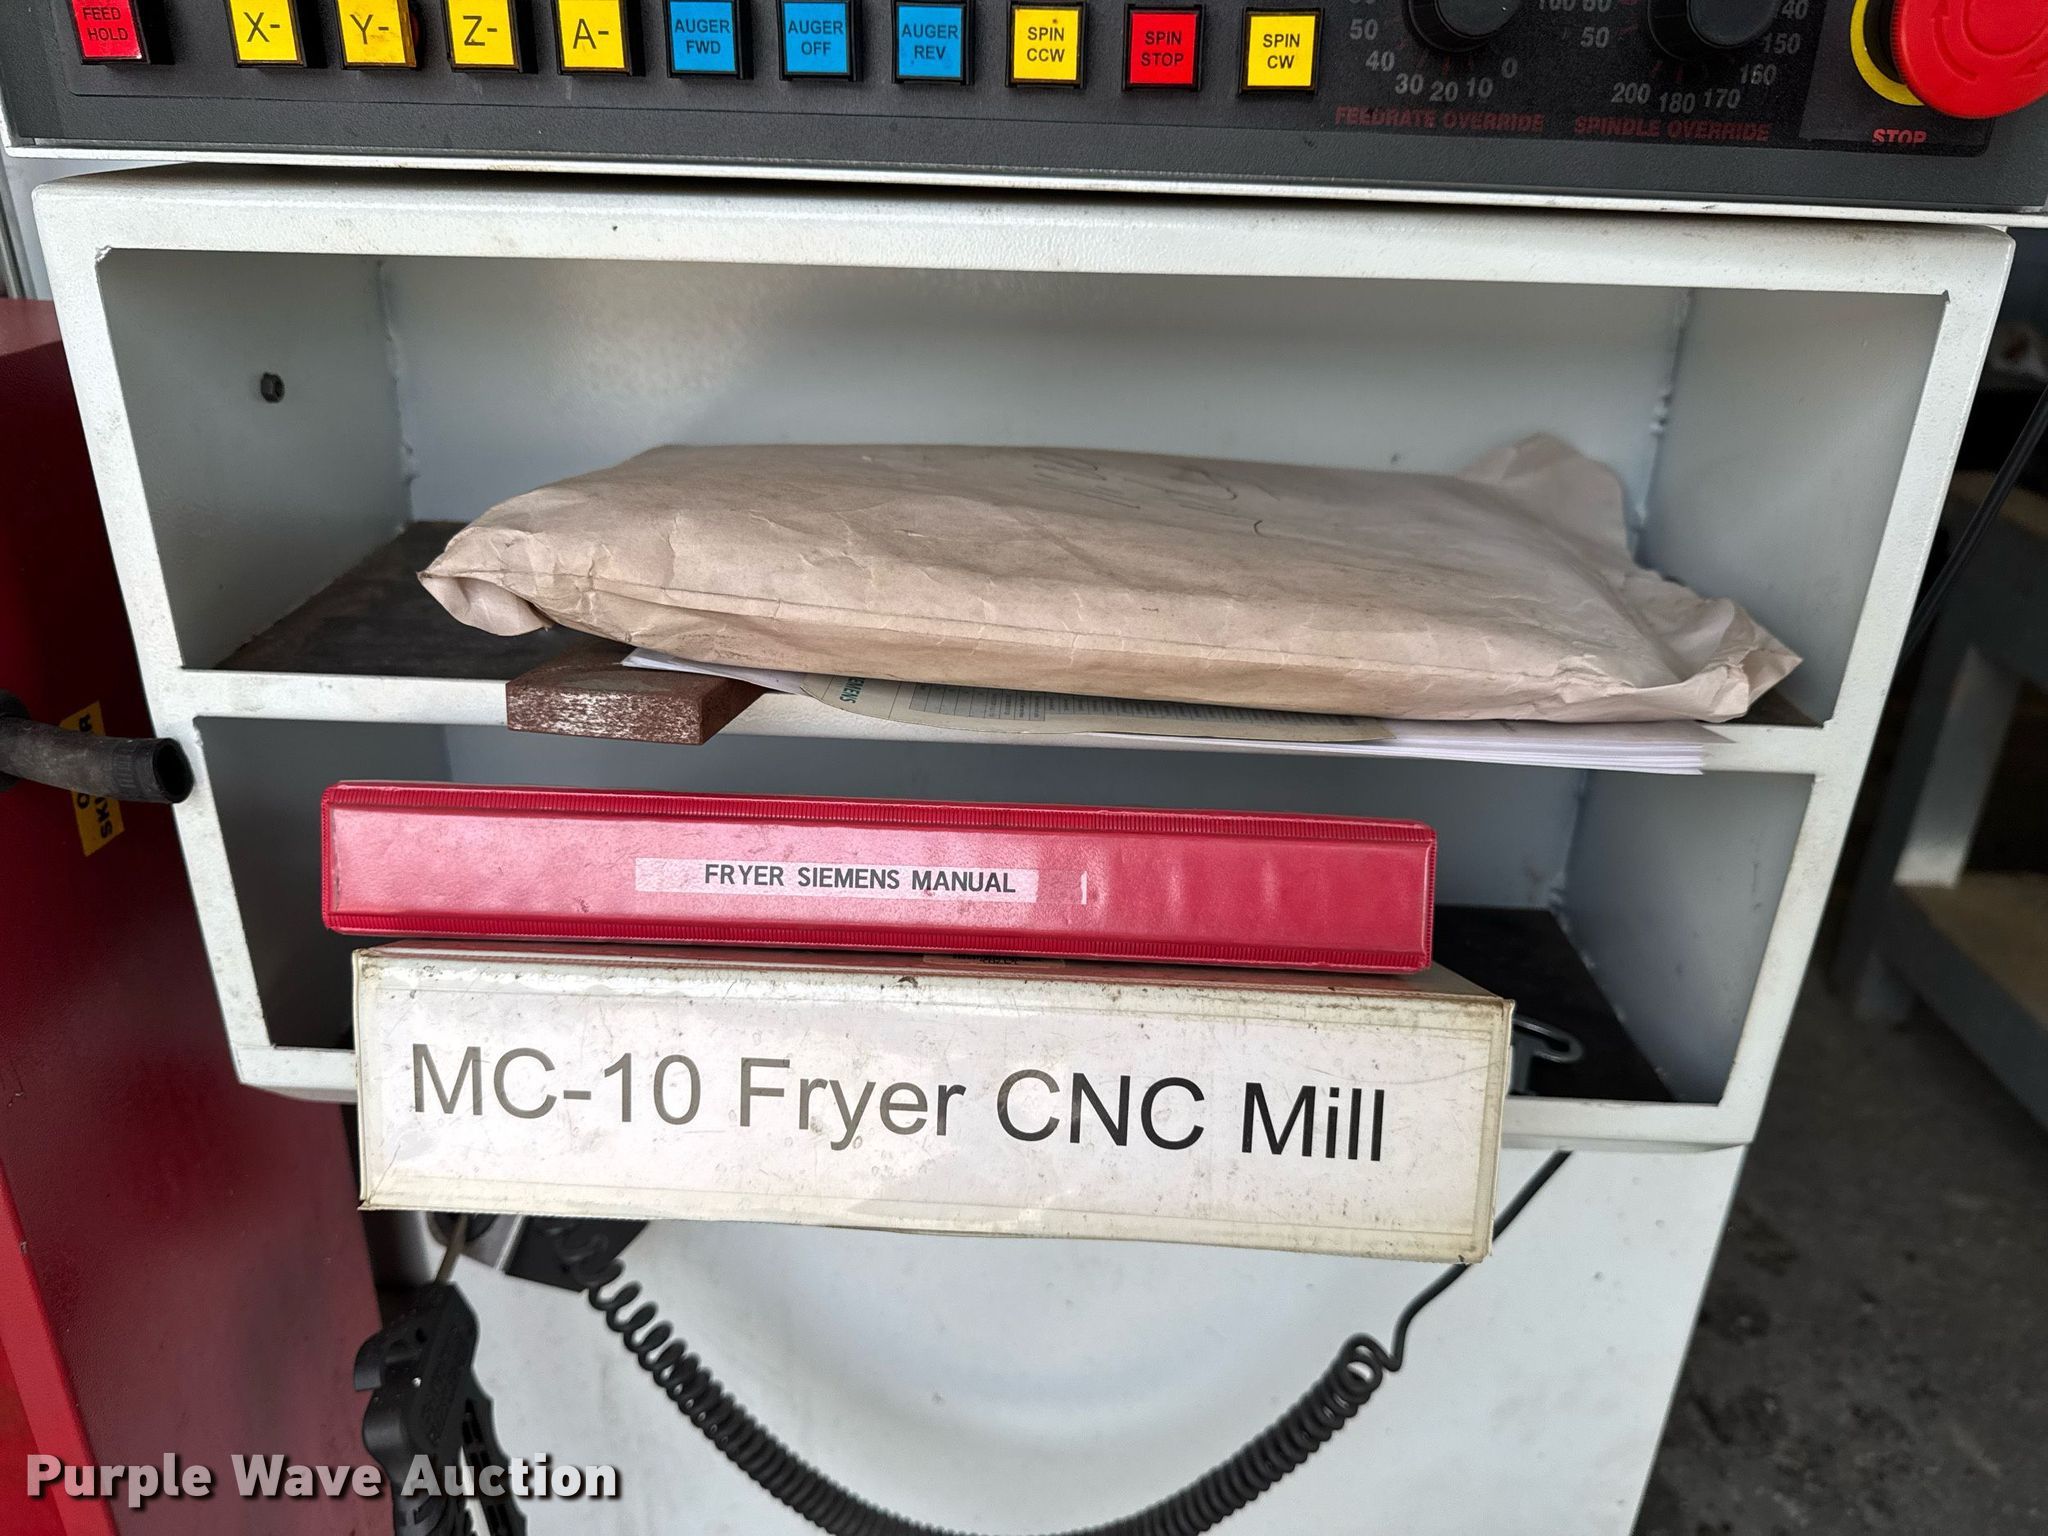 FEED HOLD
X-
Y-
Z-
A-
AUGER FWD
AUGER OFF
AUGER REV
SPIN CCW
SPIN STOP
SPIN CW
50
40
30 20 10
0
FEEDRATE OVERRIDE
50
40
150
160
200 180 170
SPINDLE OVERRIDE
STOP
FRYER SIEMENS MANUAL
MC-10 Fryer CNC Mill
Purple Wave Auction